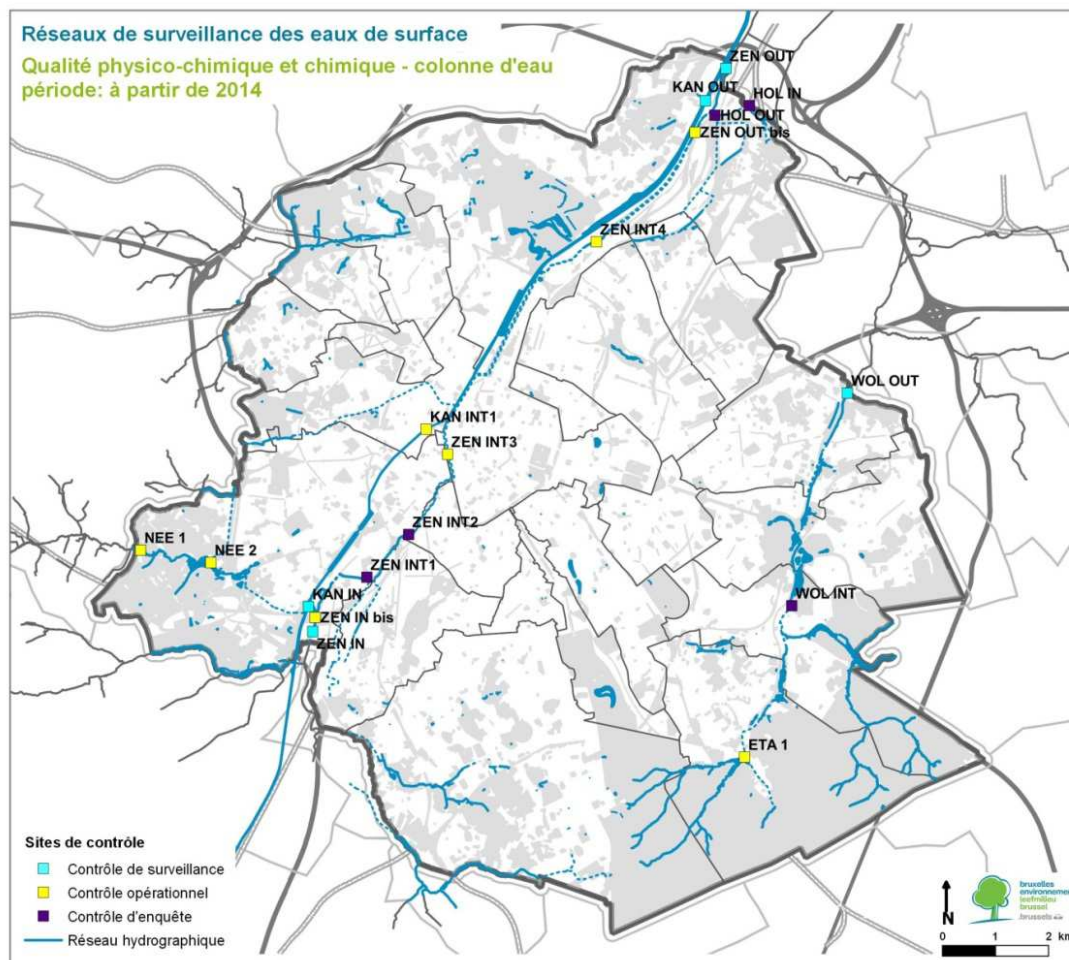 Réseaux de surveillance des eaux de surface
Qualité physico-chimique et chimique - colonne d'eau
période: à partir de 2014
ZEN OUT
KAN OUT
HOL IN
HOL OUT
ZEN OUT bis
ZEN INT4
WOL OUT
KAN INT1
ZEN INT3
ZEN INT2
NEE 1
NEE 2
ZEN INT1
KAN IN
WOL INT
ZEN IN bis
ZEN IN
ETA 1
Sites de contrôle
Contrôle de surveillance
Contrôle opérationnel
Contrôle d'enquête
Réseau hydrographique
bruxelles
environnement
leefmilieu
brussel
.brussels
N
0 1 2 km